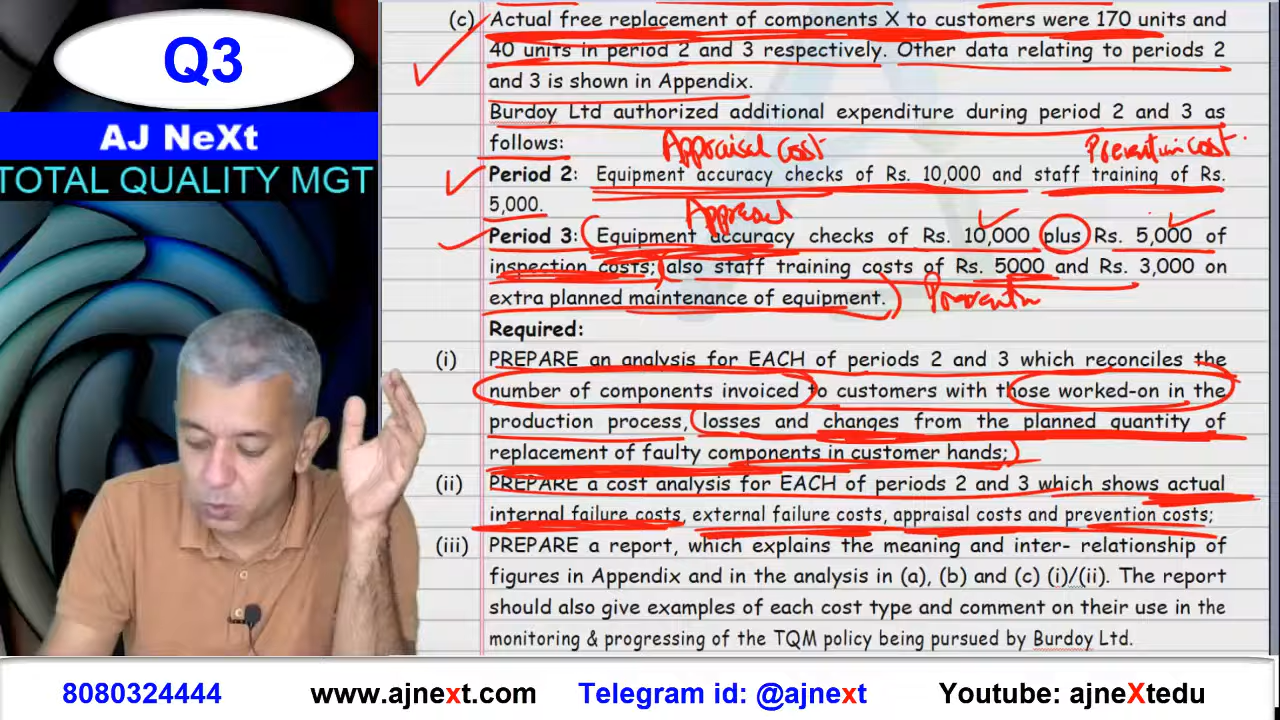 Q3
AJ NeXt
TOTAL QUALITY MGT
(c) Actual free replacement of components X to customers were 170 units and
40 units in period 2 and 3 respectively. Other data relating to periods 2
and 3 is shown in Appendix.
Burdoy Ltd authorized additional expenditure during period 2 and 3 as
follows:
Appraisal cost
Prevention cost
Period 2: Equipment accuracy checks of Rs. 10,000 and staff training of Rs.
5,000.
Appraisal
Period 3: Equipment accuracy checks of Rs. 10,000 plus Rs. 5,000 of
inspection costs; also staff training costs of Rs. 5000 and Rs. 3,000 on
extra planned maintenance of equipment.
Prevention
Required:
(i) PREPARE an analysis for EACH of periods 2 and 3 which reconciles the
number of components invoiced to customers with those worked-on in the
production process, losses and changes from the planned quantity of
replacement of faulty components in customer hands;
(ii) PREPARE a cost analysis for EACH of periods 2 and 3 which shows actual
internal failure costs, external failure costs, appraisal costs and prevention costs;
(iii) PREPARE a report, which explains the meaning and inter- relationship of
figures in Appendix and in the analysis in (a), (b) and (c) (i)/(ii). The report
should also give examples of each cost type and comment on their use in the
monitoring & progressing of the TQM policy being pursued by Burdoy Ltd.
8080324444 www.ajnext.com Telegram id: @ajnext Youtube: ajneXtedu